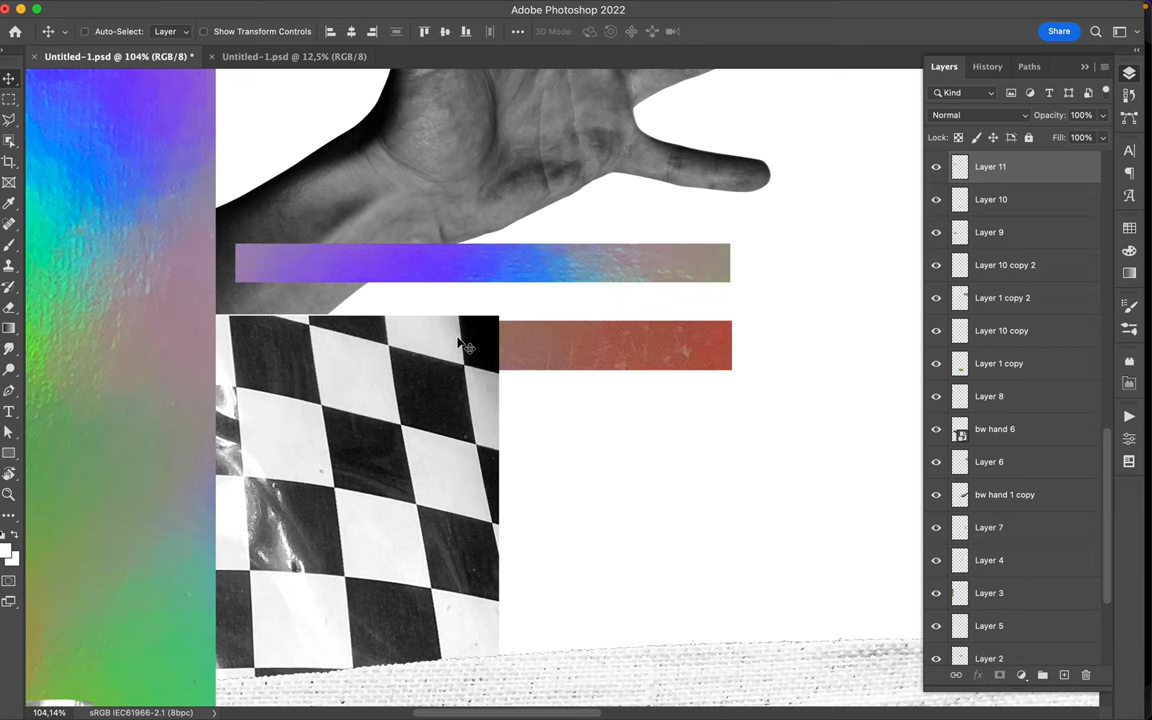 Adobe Photoshop 2022
Auto-Select:
Layer
Show Transform Controls
3D Mode:
Share
Untitled-1.psd @ 104% (RGB/8) *
Untitled-1.psd @ 12,5% (RGB/8)
Layers
History
Paths
Kind
Normal
Opacity: 100%
Lock:
Fill: 100%
Layer 11
Layer 10
Layer 9
Layer 10 copy 2
Layer 1 copy 2
Layer 10 copy
Layer 1 copy
Layer 8
bw hand 6
Layer 6
bw hand 1 copy
Layer 7
Layer 4
Layer 3
Layer 5
Layer 2
104,14%
sRGB IEC61966-2.1 (8bpc)